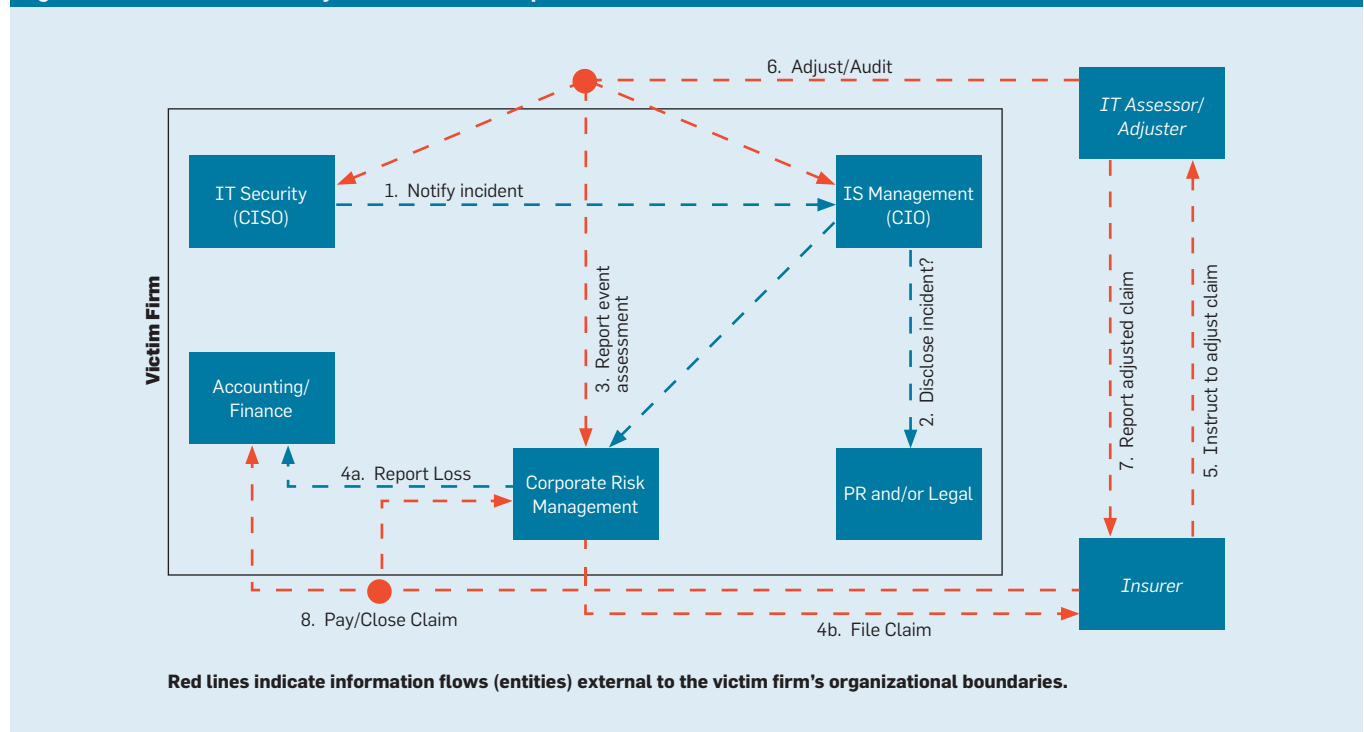 6. Adjust/Audit
IT Assessor/
Adjuster
IT Security
(CISO)
1. Notify incident
IS Management
(CIO)
Victim Firm
3. Report event
assessment
2. Disclose incident?
7. Report adjusted claim
5. Instruct to adjust claim
Accounting/
Finance
4a. Report Loss
Corporate Risk
Management
PR and/or Legal
Insurer
8. Pay/Close Claim
4b. File Claim
Red lines indicate information flows (entities) external to the victim firm's organizational boundaries.